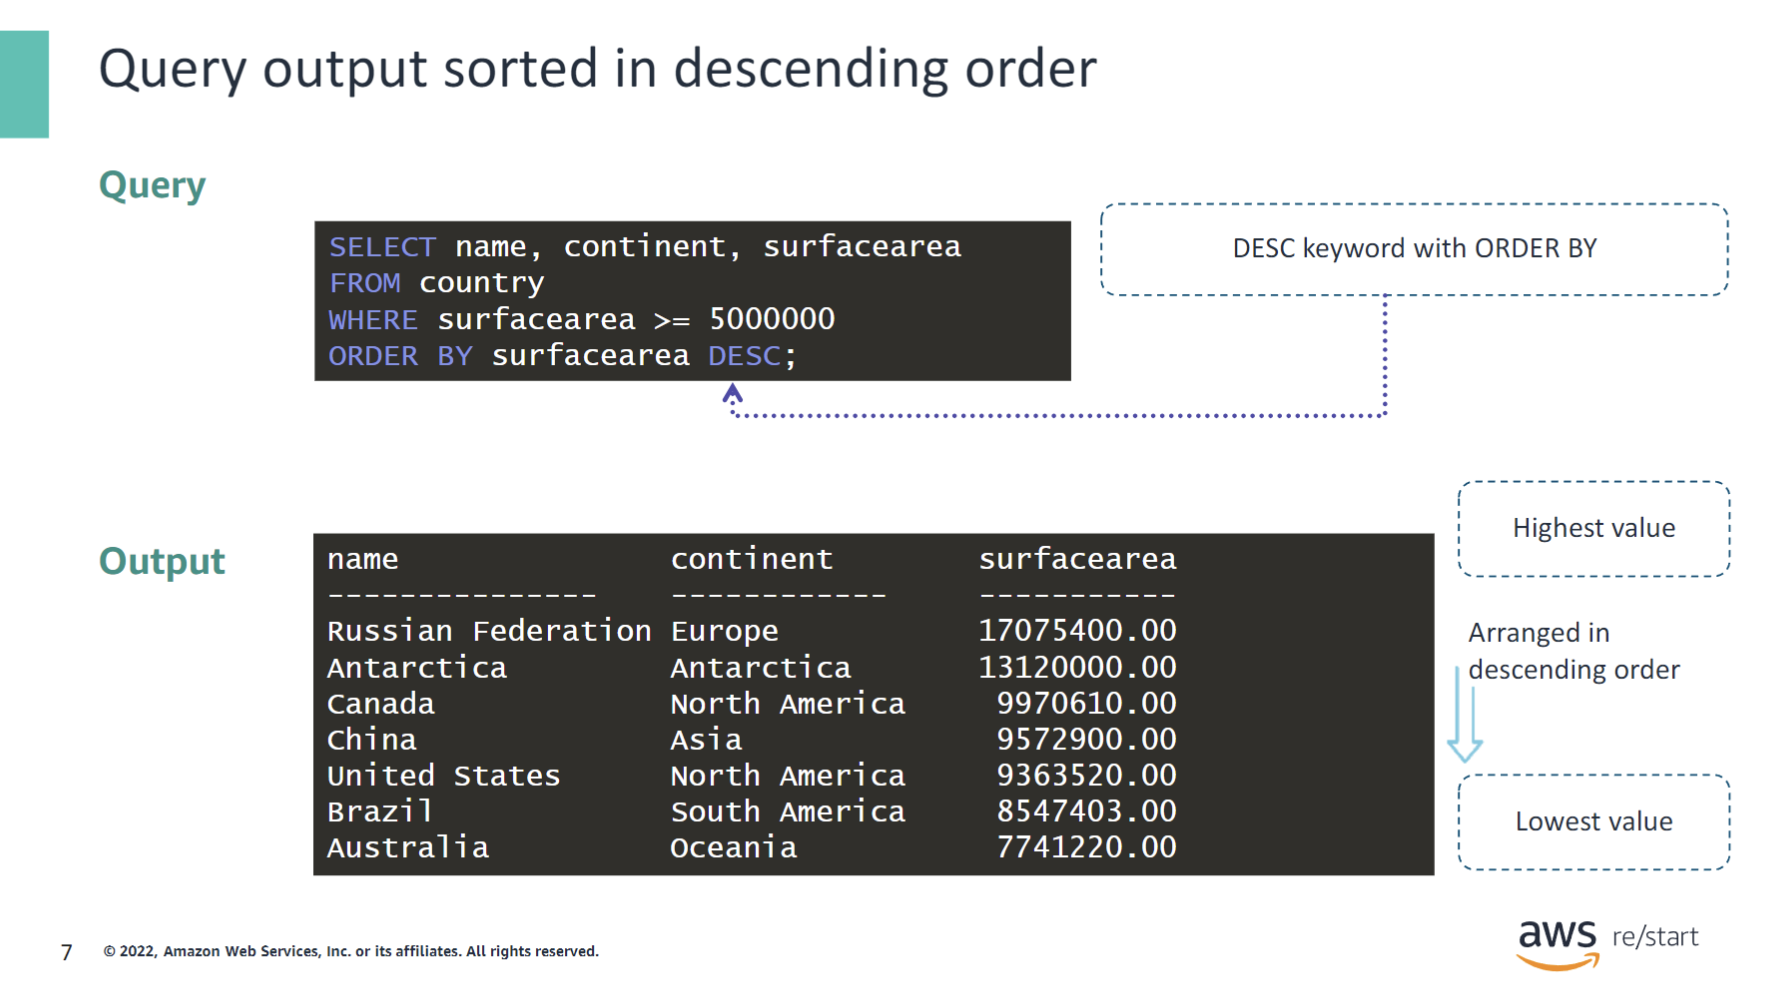 Query output sorted in descending order
Query
SELECT name, continent, surfacearea
FROM country
WHERE surfacearea >= 5000000
ORDER BY surfacearea DESC;
DESC keyword with ORDER BY
Output
name continent surfacearea
--------------- ------------ -----------
Russian Federation Europe 17075400.00
Antarctica Antarctica 13120000.00
Canada North America 9970610.00
China Asia 9572900.00
United States North America 9363520.00
Brazil South America 8547403.00
Australia Oceania 7741220.00
Highest value
Arranged in
descending order
Lowest value
7 © 2022, Amazon Web Services, Inc. or its affiliates. All rights reserved.
aws re/start